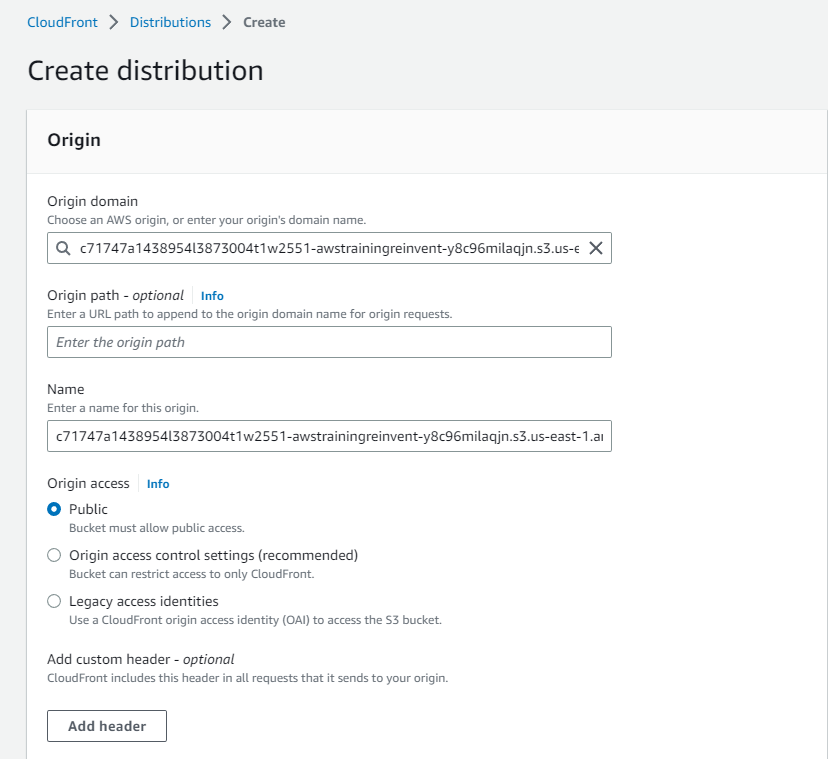 CloudFront > Distributions > Create
Create distribution
Origin
Origin domain
Choose an AWS origin, or enter your origin's domain name.
c71747a1438954l3873004t1w2551-awstrainingreinvent-y8c96milaqjn.s3.us-e
Origin path - optional Info
Enter a URL path to append to the origin domain name for origin requests.
Enter the origin path
Name
Enter a name for this origin.
c71747a1438954l3873004t1w2551-awstrainingreinvent-y8c96milaqjn.s3.us-east-1.a
Origin access Info
Public
Bucket must allow public access.
Origin access control settings (recommended)
Bucket can restrict access to only CloudFront.
Legacy access identities
Use a CloudFront origin access identity (OAI) to access the S3 bucket.
Add custom header - optional
CloudFront includes this header in all requests that it sends to your origin.
Add header